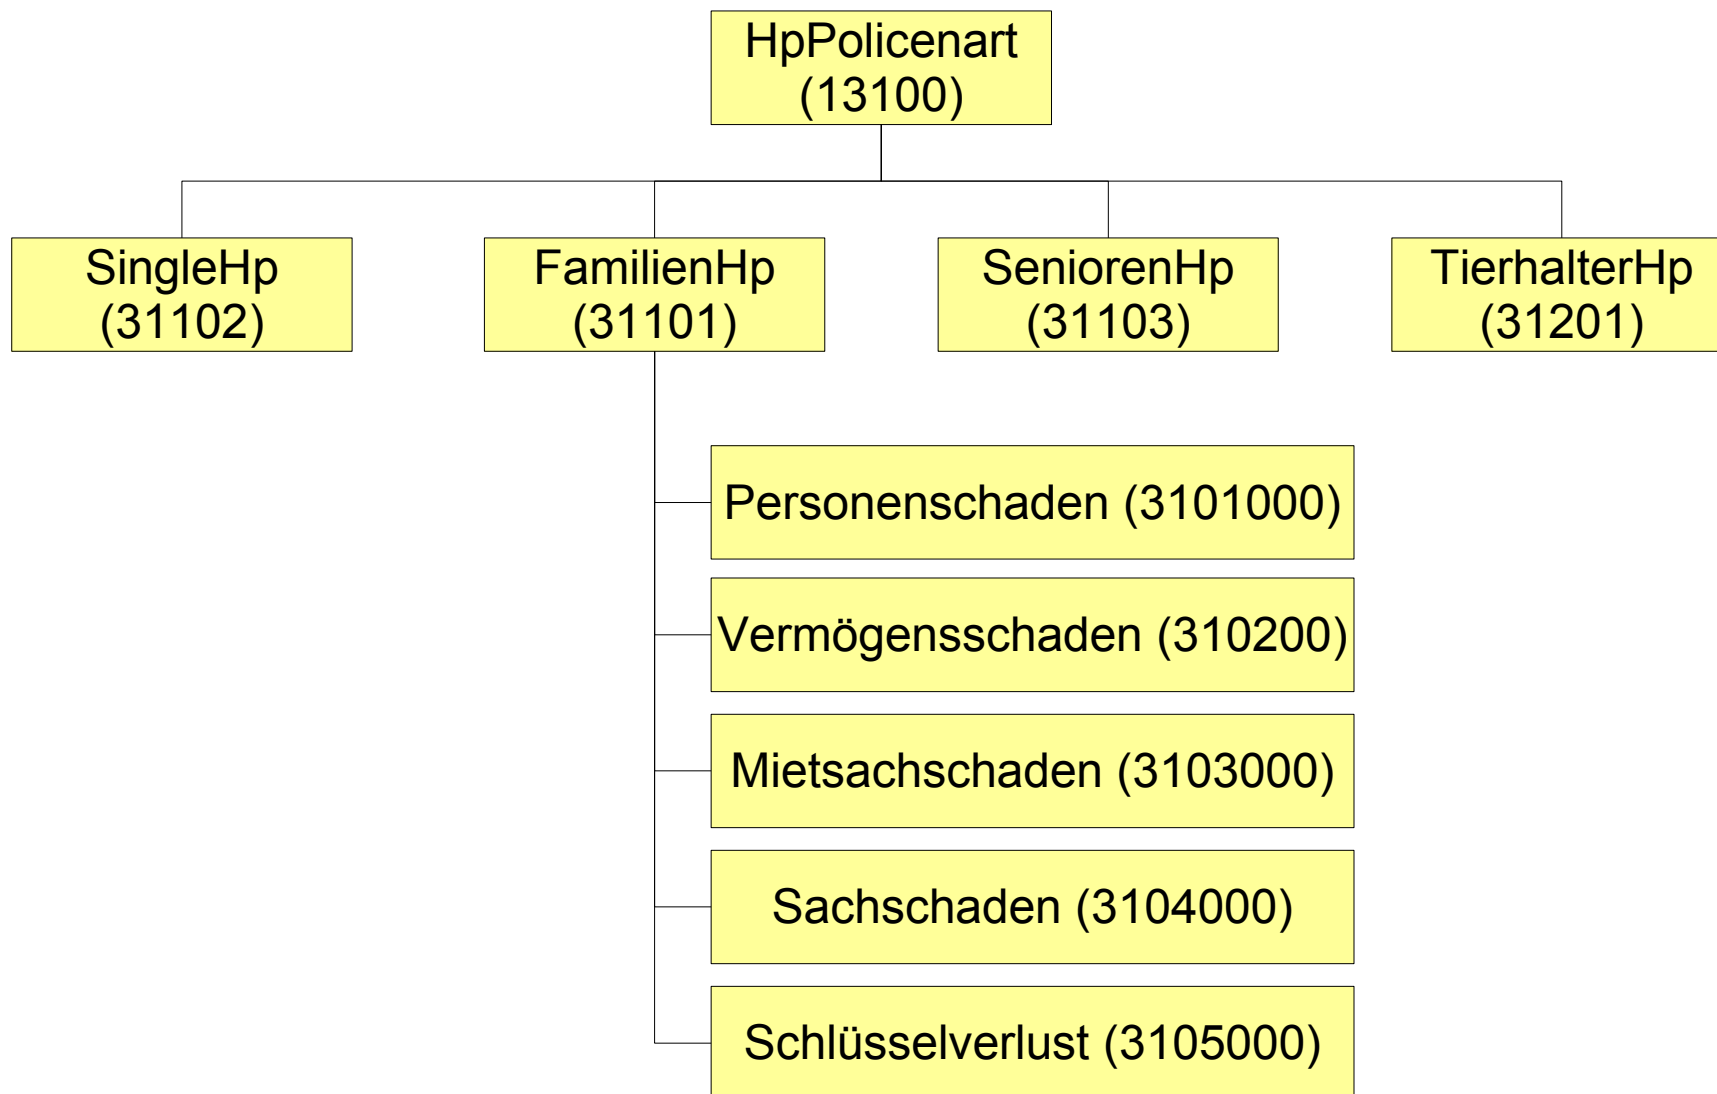 HpPolicenart
(13100)
SingleHp
(31102)
FamilienHp
(31101)
SeniorenHp
(31103)
TierhalterHp
(31201)
Personenschaden (3101000)
Vermögensschaden (310200)
Mietsachschaden (3103000)
Sachschaden (3104000)
Schlüsselverlust (3105000)